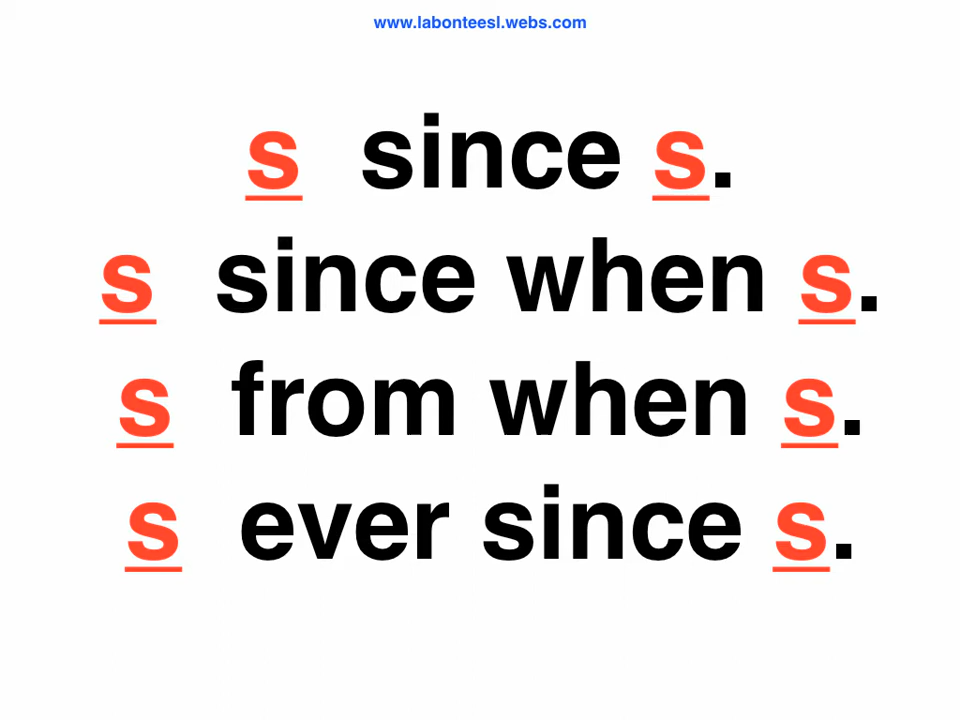 www.labonteesl.webs.com
s since s.
s since when s.
s from when s.
s ever since s.